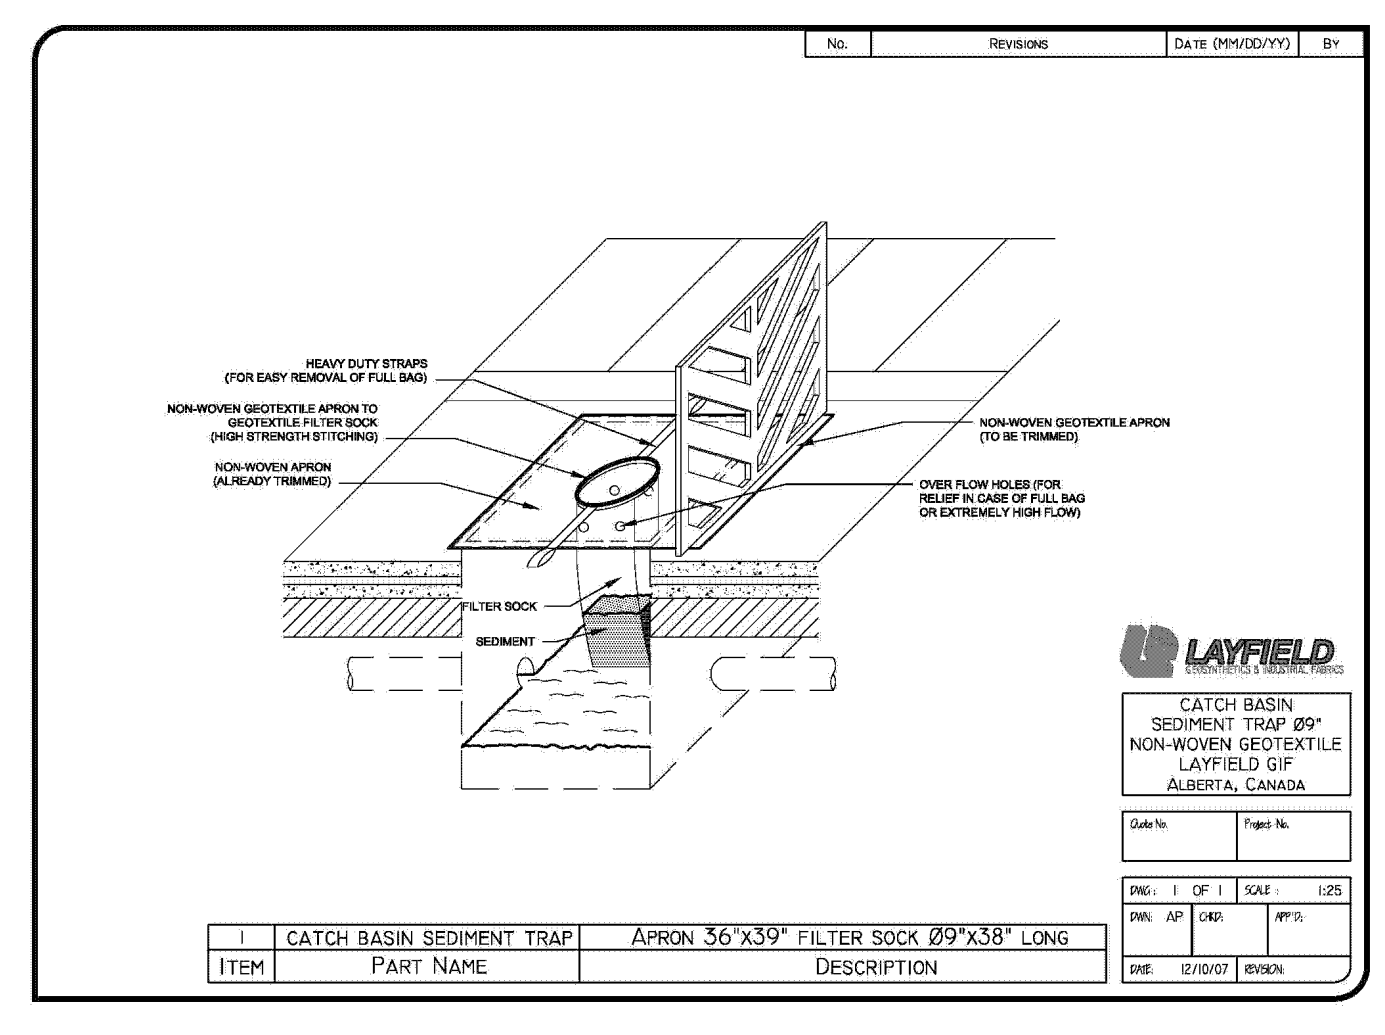 No.
REVISIONS
DATE (MM/DD/YY)
BY
HEAVY DUTY STRAPS
(FOR EASY REMOVAL OF FULL BAG)
NON-WOVEN GEOTEXTILE APRON TO
GEOTEXTILE FILTER SOCK
(HIGH STRENGTH STITCHING)
NON-WOVEN APRON
(ALREADY TRIMMED)
NON-WOVEN GEOTEXTILE APRON
(TO BE TRIMMED)
OVER FLOW HOLES (FOR
RELIEF IN CASE OF FULL BAG
OR EXTREMELY HIGH FLOW)
FILTER SOCK
SEDIMENT
LAYFIELD
GEOSYNTHETICS & INDUSTRIAL FABRICS
CATCH BASIN
SEDIMENT TRAP Ø9"
NON-WOVEN GEOTEXTILE
LAYFIELD GIF
ALBERTA, CANADA
Quote No.
Project No.
DWG: 1 OF 1
SCALE: 1:25
DWN: AP
CHKD:
APP'D:
DATE: 12/10/07
REVISION:
1
CATCH BASIN SEDIMENT TRAP
APRON 36"X39" FILTER SOCK Ø9"X38" LONG
ITEM
PART NAME
DESCRIPTION